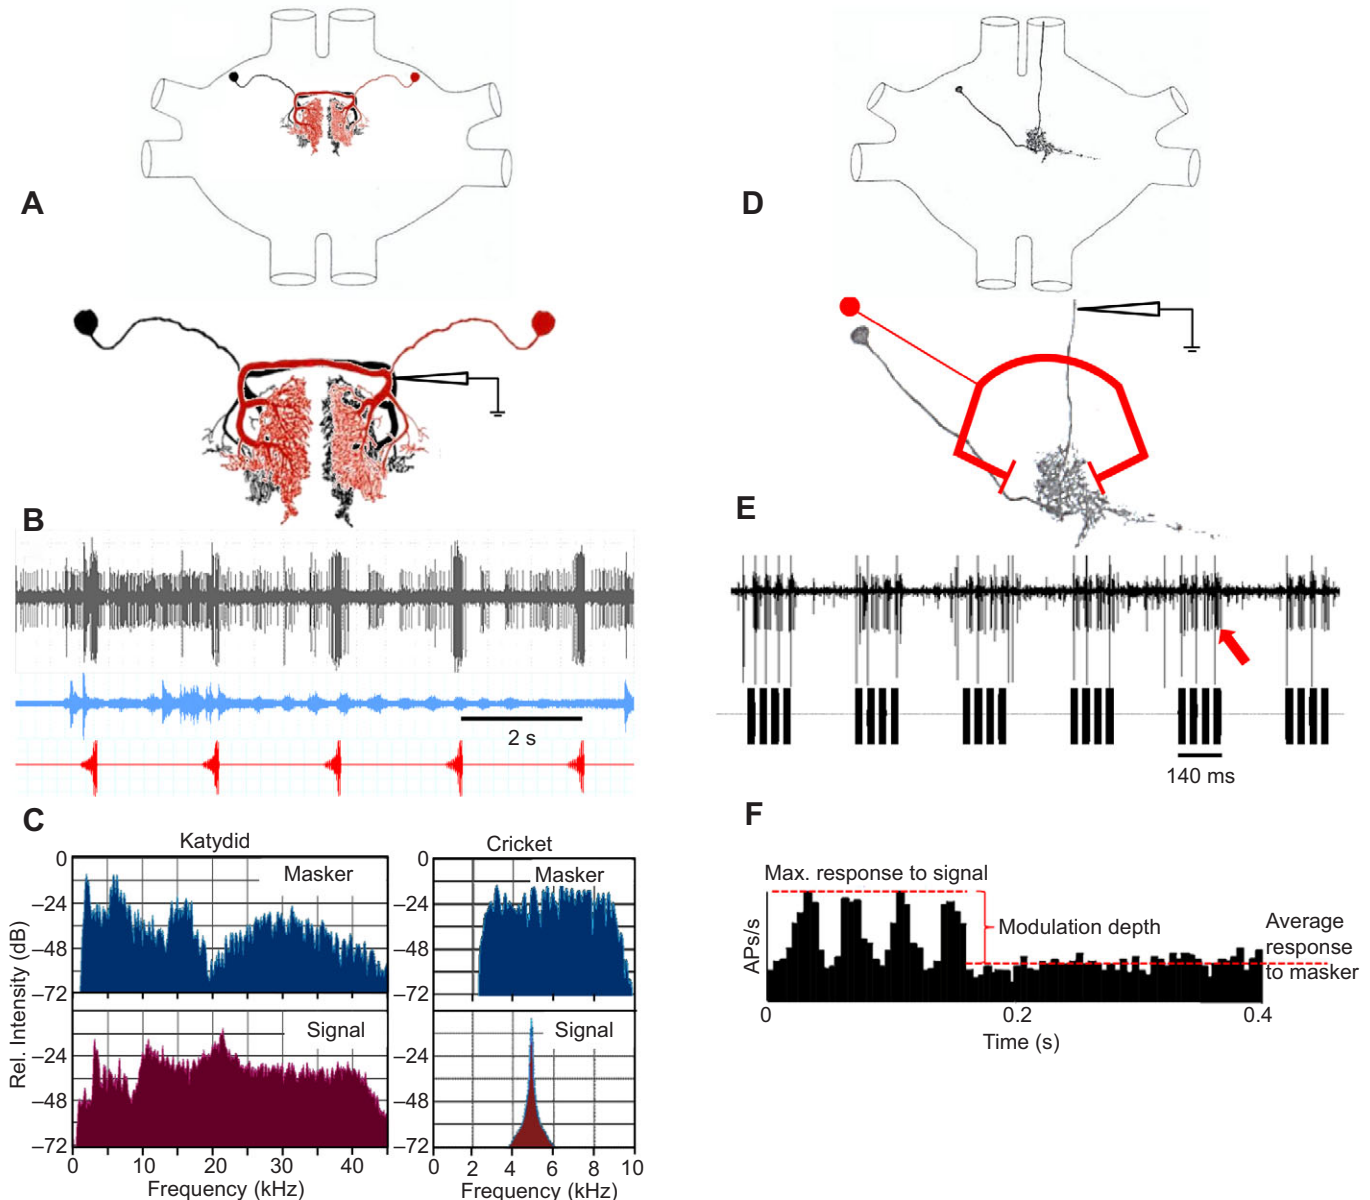 A
D
B
2 s
E
140 ms
C
Katydid
Cricket
Rel. Intensity (dB)
0
–24
–48
–72
Masker
0
–24
–48
–72
Masker
–24
–48
–72
Signal
–24
–48
–72
Signal
0 10 20 30 40
Frequency (kHz)
0 2 4 6 8 10
Frequency (kHz)
F
Max. response to signal
APs/s
Modulation depth
Average
response
to masker
0 0.2 0.4
Time (s)